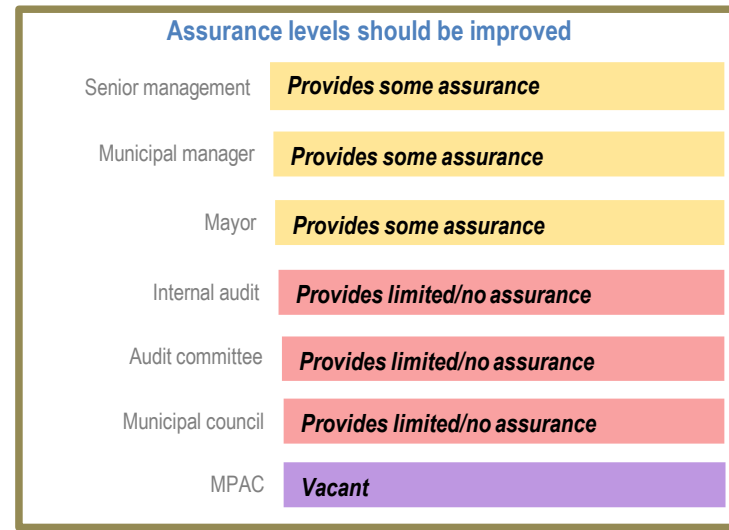 Assurance levels should be improved
Senior management Provides some assurance
Municipal manager Provides some assurance
Mayor Provides some assurance
Internal audit Provides limited/no assurance
Audit committee Provides limited/no assurance
Municipal council Provides limited/no assurance
MPAC Vacant